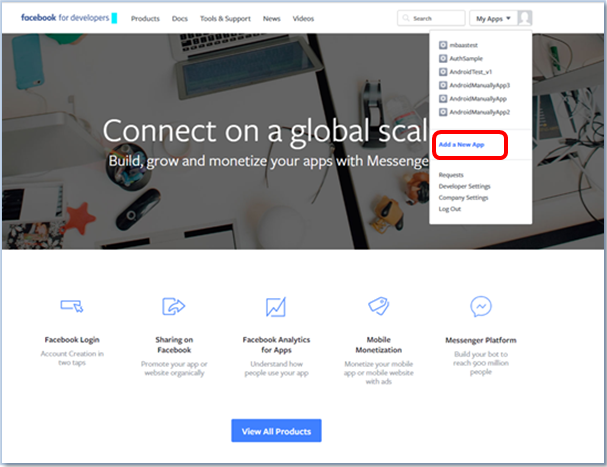 facebook for developers
Products
Docs
Tools & Support
News
Videos
Search
My Apps
mbaastest
AuthSample
AndroidTest_v1
AndroidManuallyApp3
AndroidManuallyApp
AndroidManuallyApp2
Add a New App
Requests
Developer Settings
Company Settings
Log Out
Connect on a global scal
Build, grow and monetize your apps with Messenger
Facebook Login
Account Creation in
two taps
Sharing on
Facebook
Promote your app or
website organically
Facebook Analytics
for Apps
Understand how
people use your app
Mobile
Monetization
Monetize your mobile
app or mobile website
with ads
Messenger Platform
Build your bot to
reach 900 million
people
View All Products